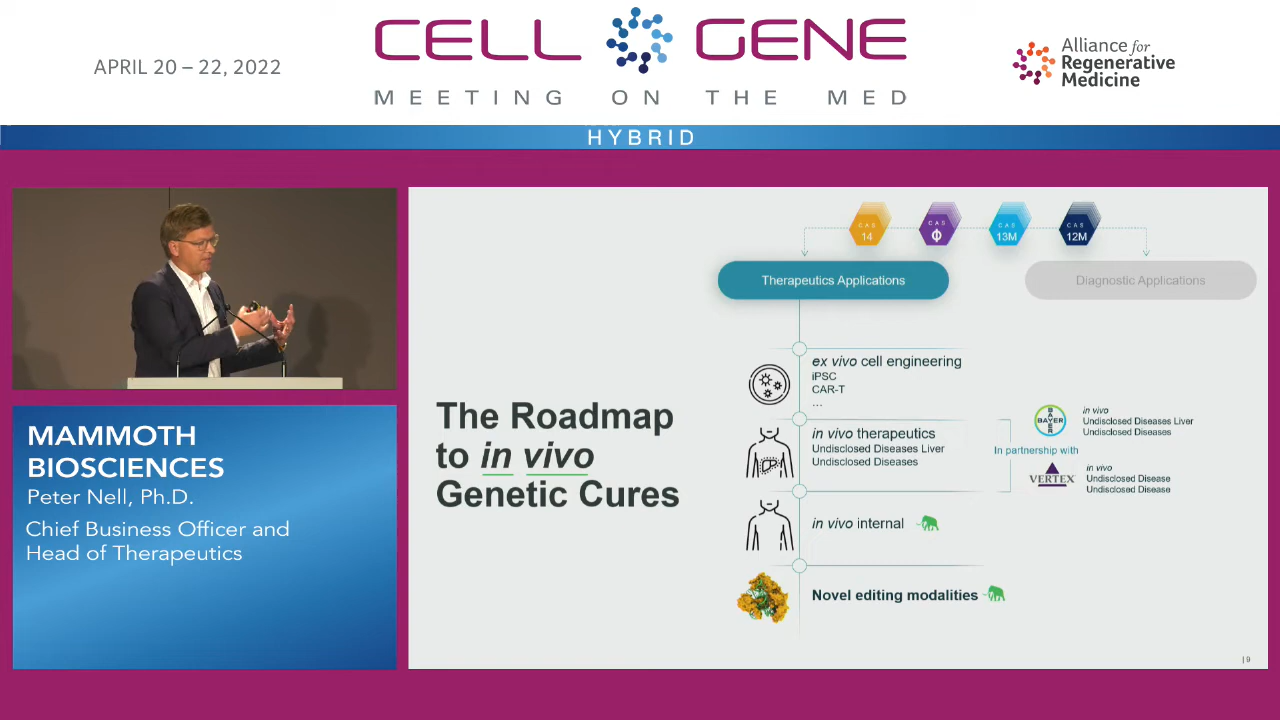 APRIL 20 – 22, 2022
CELL GENE
MEETING ON THE MED
Alliance for
Regenerative
Medicine
HYBRID
MAMMOTH
BIOSCIENCES
Peter Nell, Ph.D.
Chief Business Officer and
Head of Therapeutics
The Roadmap
to in vivo
Genetic Cures
CAS
14
CAS
Φ
CAS
13M
CAS
12M
Therapeutics Applications
Diagnostic Applications
ex vivo cell engineering
iPSC
CAR-T
...
in vivo therapeutics
Undisclosed Diseases Liver
Undisclosed Diseases
In partnership with
BAYER
BAYER
in vivo
Undisclosed Diseases Liver
Undisclosed Diseases
VERTEX
in vivo
Undisclosed Disease
Undisclosed Disease
in vivo internal
Novel editing modalities
| 9